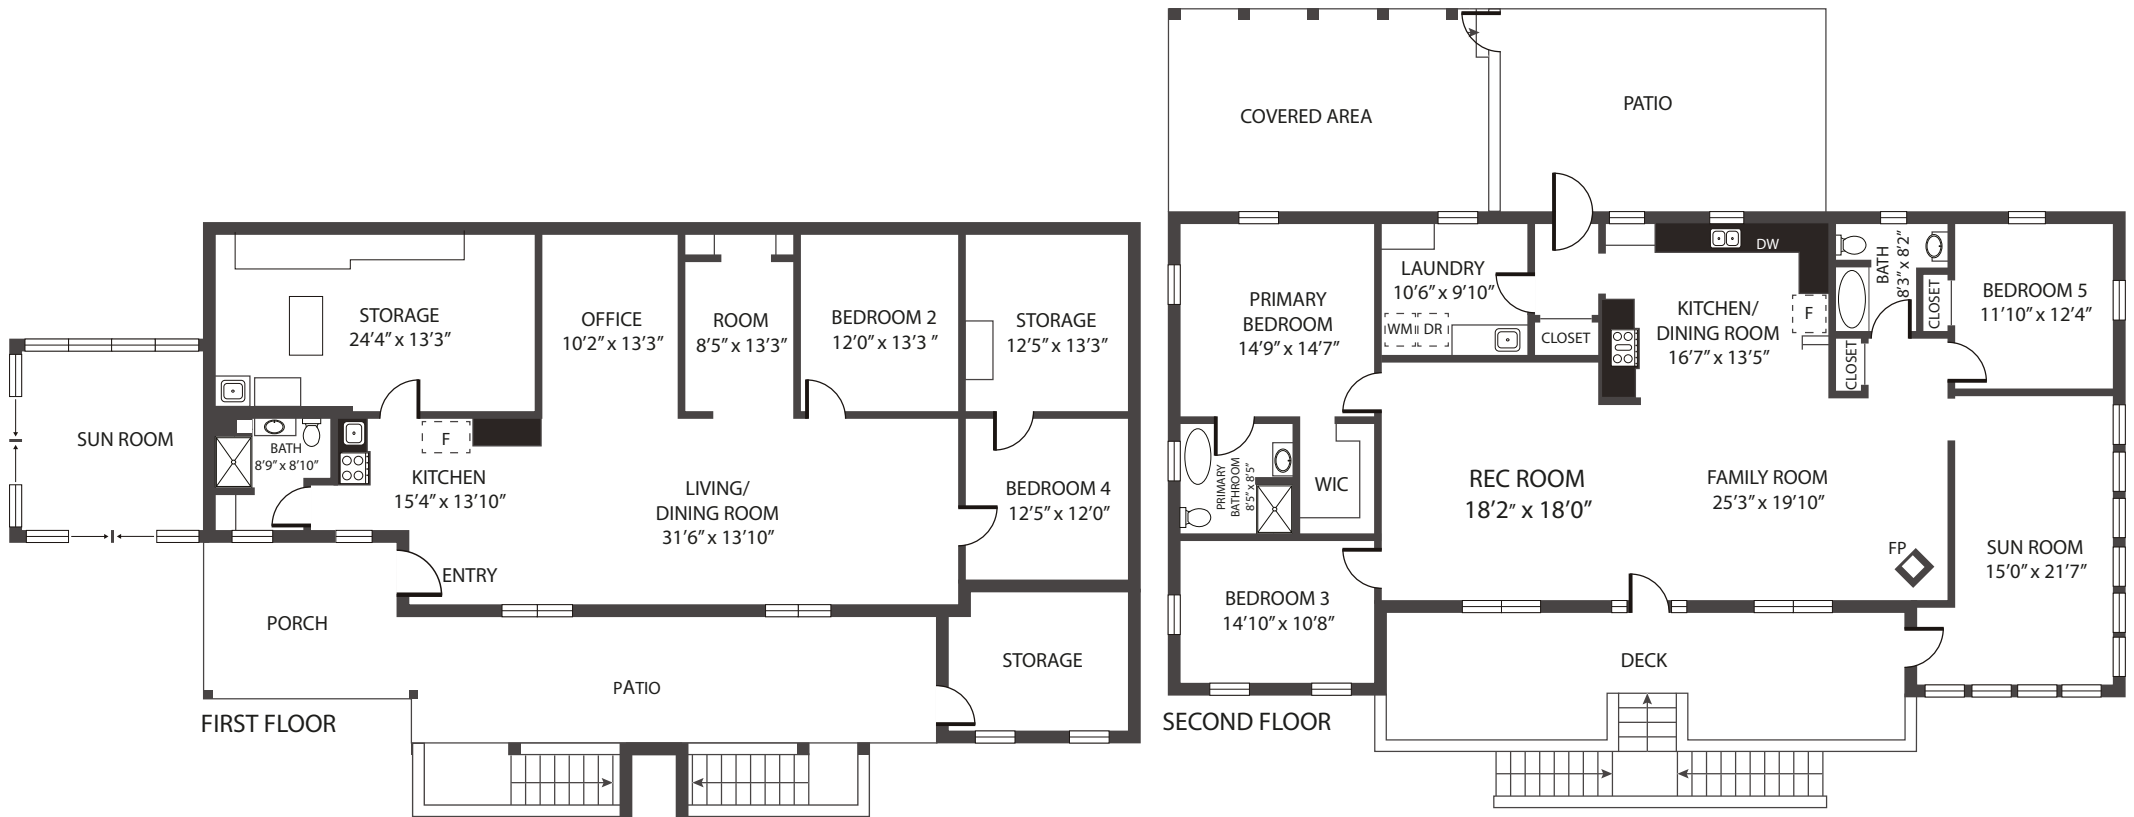 STORAGE
24'4" x 13'3"
OFFICE
10'2" x 13'3"
ROOM
8'5" x 13'3"
BEDROOM 2
12'0" x 13'3 "
STORAGE
12'5" x 13'3"
SUN ROOM
BATH
8'9" x 8'10"
F
KITCHEN
15'4" x 13'10"
LIVING/
DINING ROOM
31'6" x 13'10"
BEDROOM 4
12'5" x 12'0"
ENTRY
PORCH
PATIO
STORAGE
FIRST FLOOR
COVERED AREA
PATIO
PRIMARY
BEDROOM
14'9" x 14'7"
LAUNDRY
10'6" x 9'10"
WM
DR
CLOSET
DW
KITCHEN/
DINING ROOM
16'7" x 13'5"
F
BATH
8'3" x 8'2"
CLOSET
CLOSET
BEDROOM 5
11'10" x 12'4"
PRIMARY
BATHROOM
8'5" x 8'5"
WIC
REC ROOM
18'2" x 18'0"
FAMILY ROOM
25'3" x 19'10"
FP
SUN ROOM
15'0" x 21'7"
BEDROOM 3
14'10" x 10'8"
DECK
SECOND FLOOR